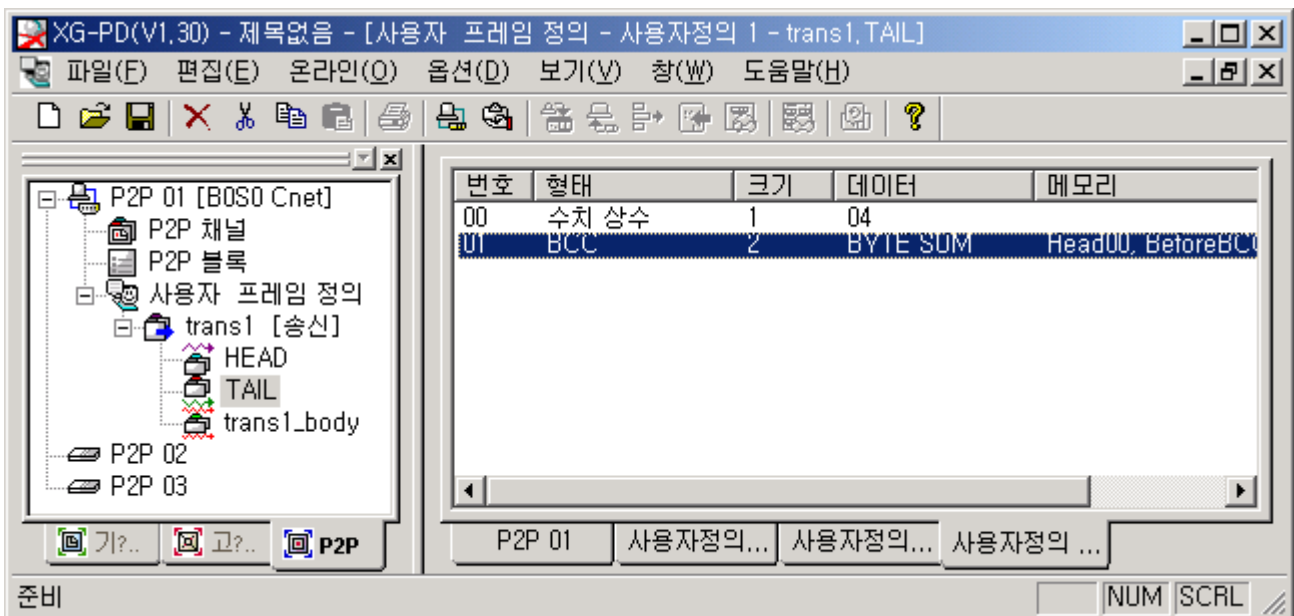 XG-PD(V1,30) - 제목없음 - [사용자 프레임 정의 - 사용자정의 1 - trans1,TAIL]
파일(F) 편집(E) 온라인(O) 옵션(D) 보기(V) 창(W) 도움말(H)
P2P 01 [B0S0 Cnet]
P2P 채널
P2P 블록
사용자 프레임 정의
trans1 [송신]
HEAD
TAIL
trans1_body
P2P 02
P2P 03
기?.. 고?.. P2P
번호 형태 크기 데이터 메모리
00 수치 상수 1 04
01 BCC 2 BYTE SUM Head00, BeforeBC
P2P 01 사용자정의... 사용자정의... 사용자정의 ...
준비 NUM SCRL